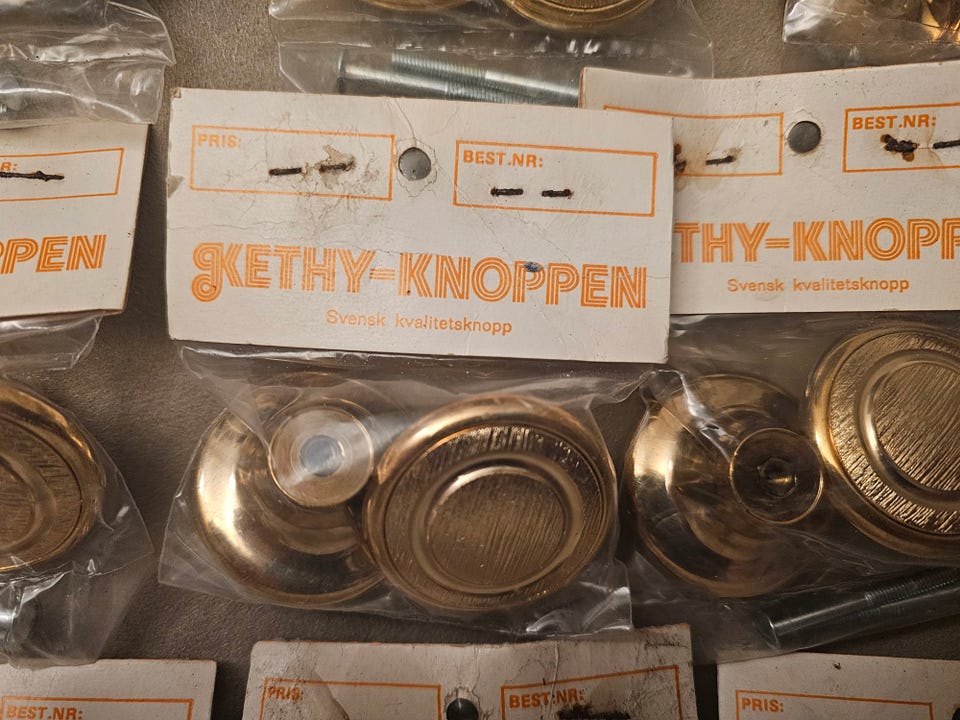 PRIS:
BEST.NR:
KETHY-KNOPPEN
Svensk kvalitetsknopp
R:
PPEN
BEST.NR:
THY-KNOPP
Svensk kvalitetsknopp
BEST.NR:
PRIS:
BEST.NR:
PRIS: